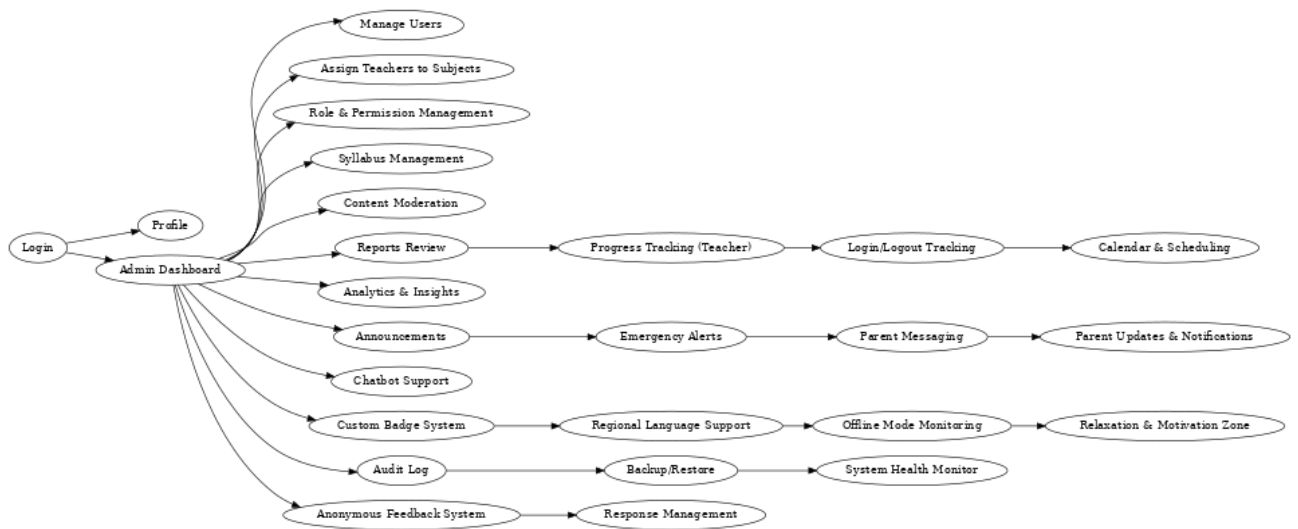 Manage Users
Assign Teachers to Subjects
Role & Permission Management
Syllabus Management
Content Moderation
Profile
Login
Admin Dashboard
Reports Review
Progress Tracking (Teacher)
Login/Logout Tracking
Calendar & Scheduling
Analytics & Insights
Announcements
Emergency Alerts
Parent Messaging
Parent Updates & Notifications
Chatbot Support
Custom Badge System
Regional Language Support
Offline Mode Monitoring
Relaxation & Motivation Zone
Audit Log
Backup/Restore
System Health Monitor
Anonymous Feedback System
Response Management